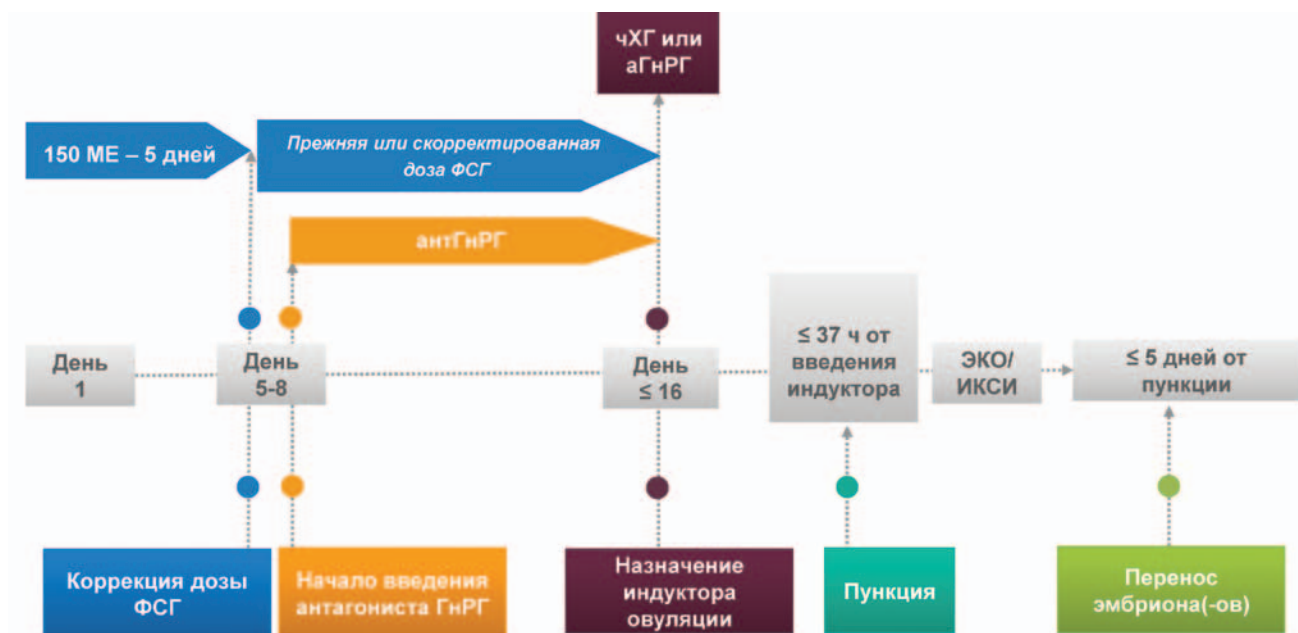 чХГ или
аГнРГ
150 МЕ – 5 дней
Прежняя или скорректированная
доза ФСГ
антГнРГ
День
1
День
5-8
День
≤ 16
≤ 37 ч от
введения
индуктора
ЭКО/
ИКСИ
≤ 5 дней от
пункции
Коррекция дозы
ФСГ
Начало введения
антагониста ГнРГ
Назначение
индуктора
овуляции
Пункция
Перенос
эмбриона(-ов)